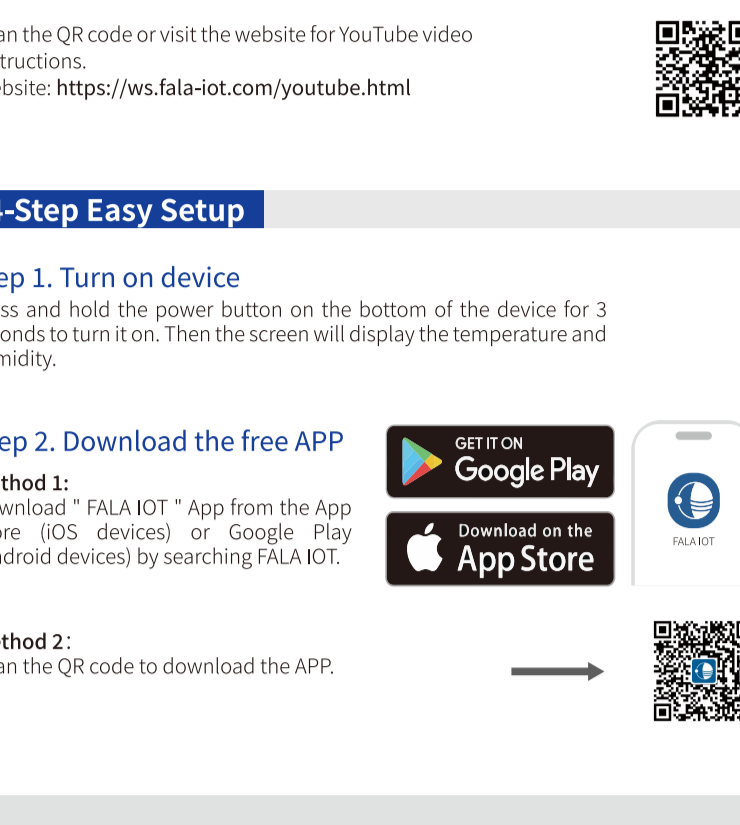 an the QR code or visit the website for YouTube video
tructions.
ebsite: https://ws.fala-iot.com/youtube.html
4-Step Easy Setup
ep 1. Turn on device
ss and hold the power button on the bottom of the device for 3
onds to turn it on. Then the screen will display the temperature and
midity.
ep 2. Download the free APP
thod 1:
wnload " FALA IOT " App from the App
ore (iOS devices) or Google Play
ndroid devices) by searching FALA IOT.
GET IT ON
Google Play
Download on the
App Store
FALA IOT
thod 2:
an the QR code to download the APP.